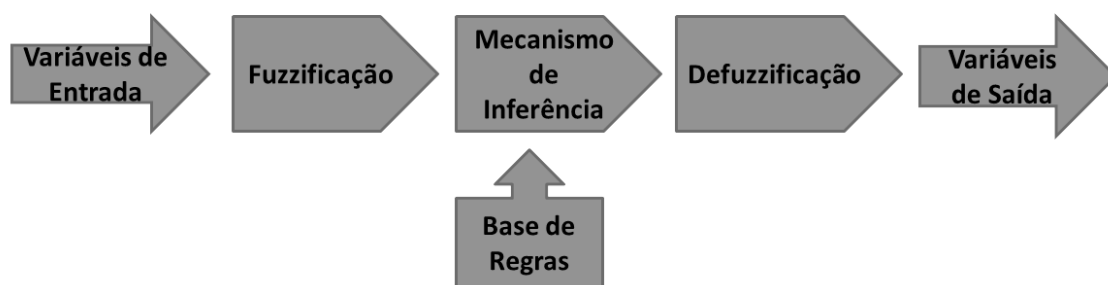 Variáveis de
Entrada
Fuzzificação
Mecanismo
de
Inferência
Defuzzificação
Variáveis
de Saída
Base de
Regras